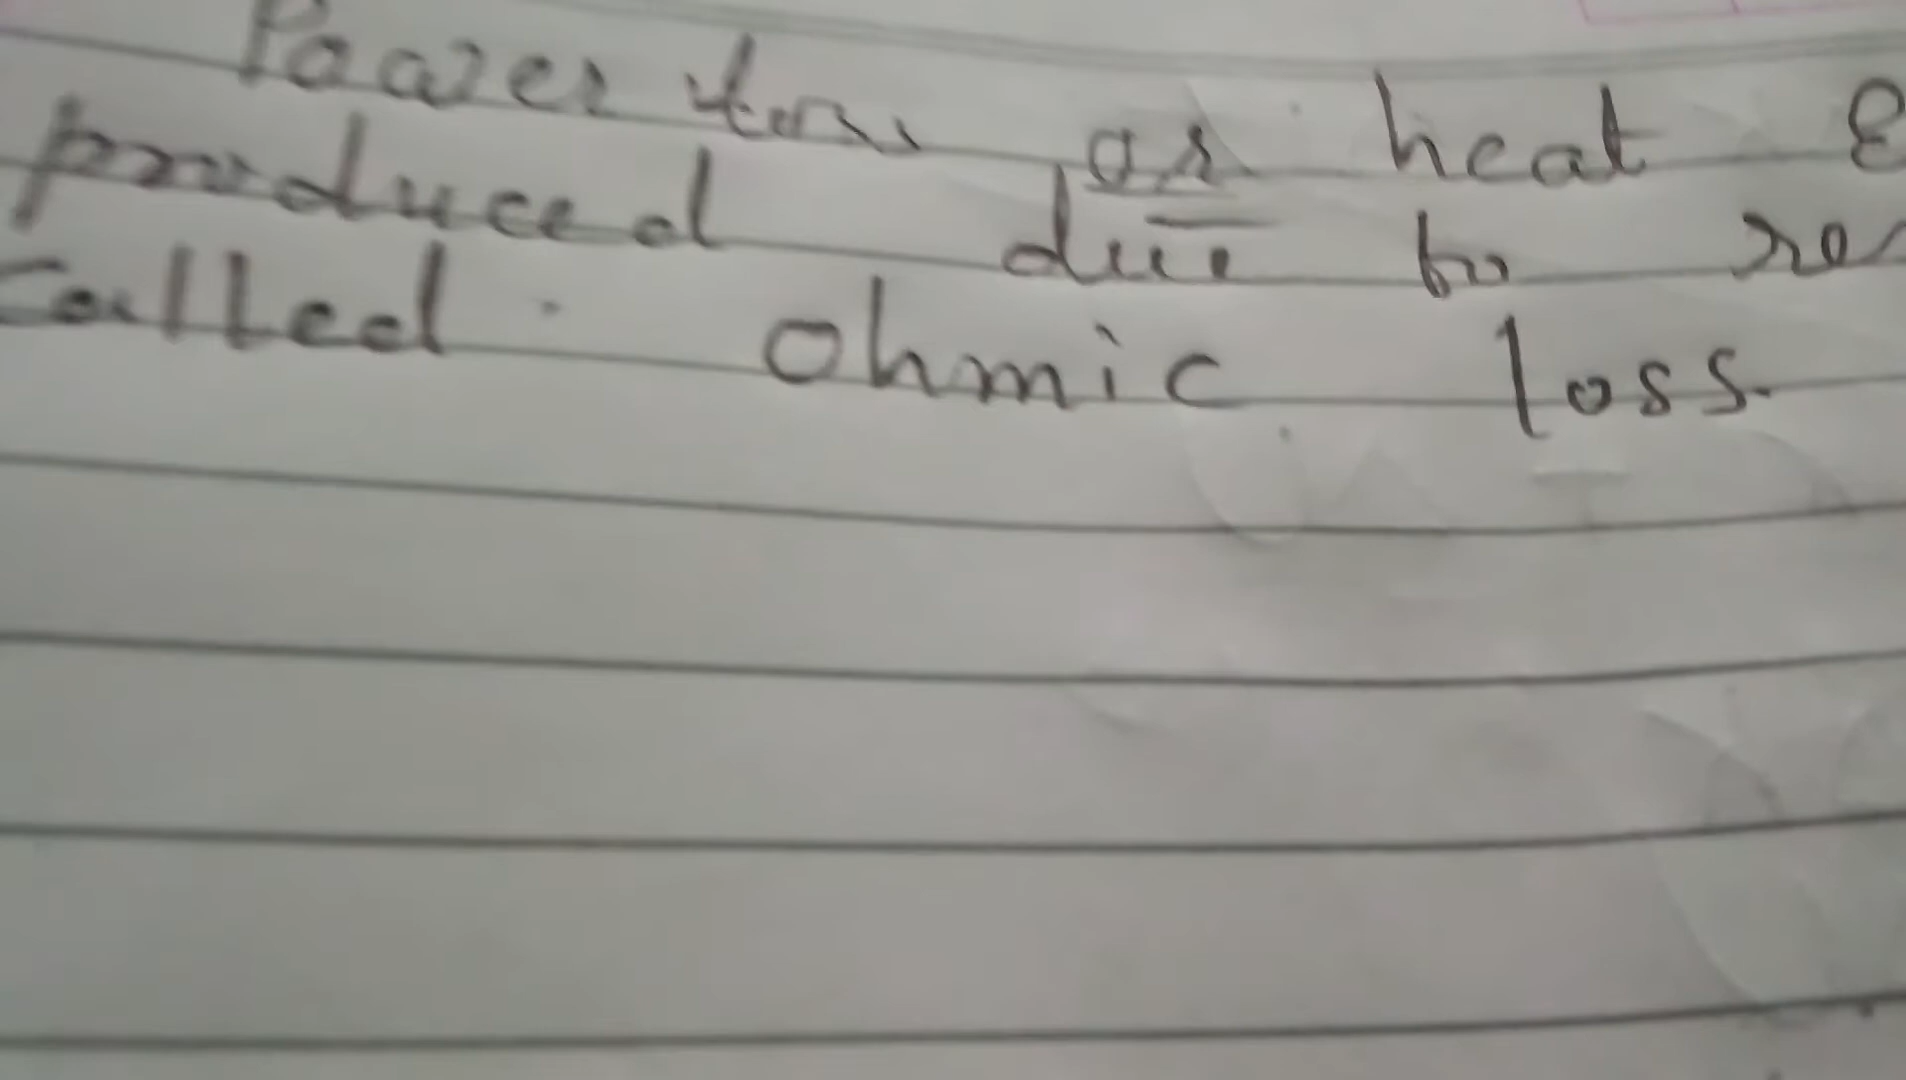 Power loss as heat
produced due to
called ohmic loss.